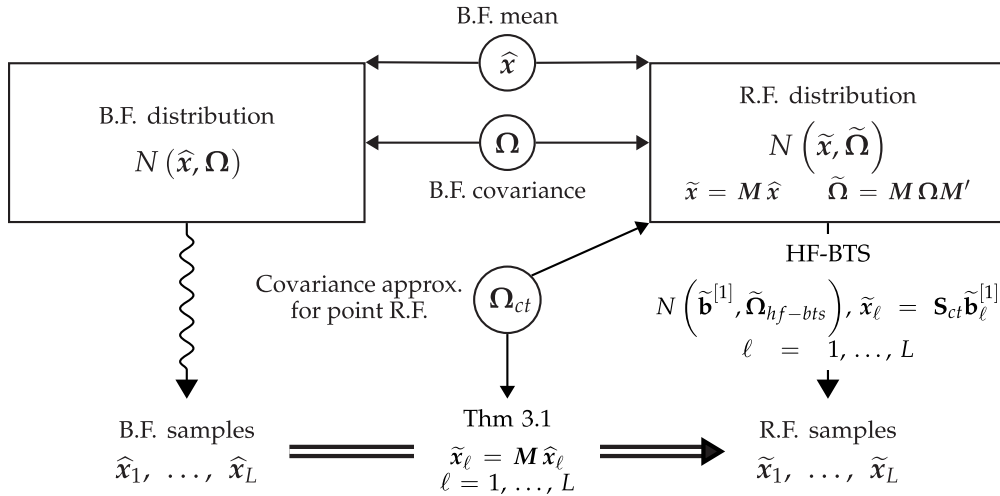 B.F. mean
x̂
B.F. distribution
N (x̂, Ω)
Ω
B.F. covariance
R.F. distribution
N (x̃, Ω̃)
x̃ = M x̂ Ω̃ = M Ω M′
Covariance approx.
for point R.F.
Ω_ct
HF-BTS
N (b̃^[1], Ω̃_hf−bts), x̃_ℓ = S_ct b̃_ℓ^[1]
ℓ = 1, …, L
B.F. samples
x̂_1, …, x̂_L
Thm 3.1
x̃_ℓ = M x̂_ℓ
ℓ = 1, …, L
R.F. samples
x̃_1, …, x̃_L